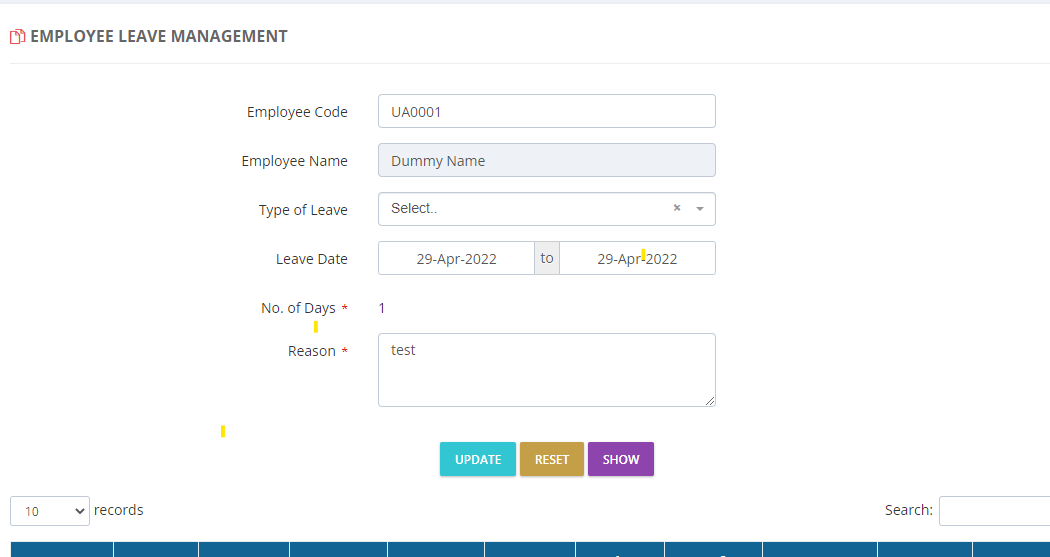 EMPLOYEE LEAVE MANAGEMENT
Employee Code UA0001
Employee Name Dummy Name
Type of Leave Select.. ×
Leave Date 29-Apr-2022 to 29-Apr-2022
No. of Days * 1
Reason * test
UPDATE RESET SHOW
10 records Search: